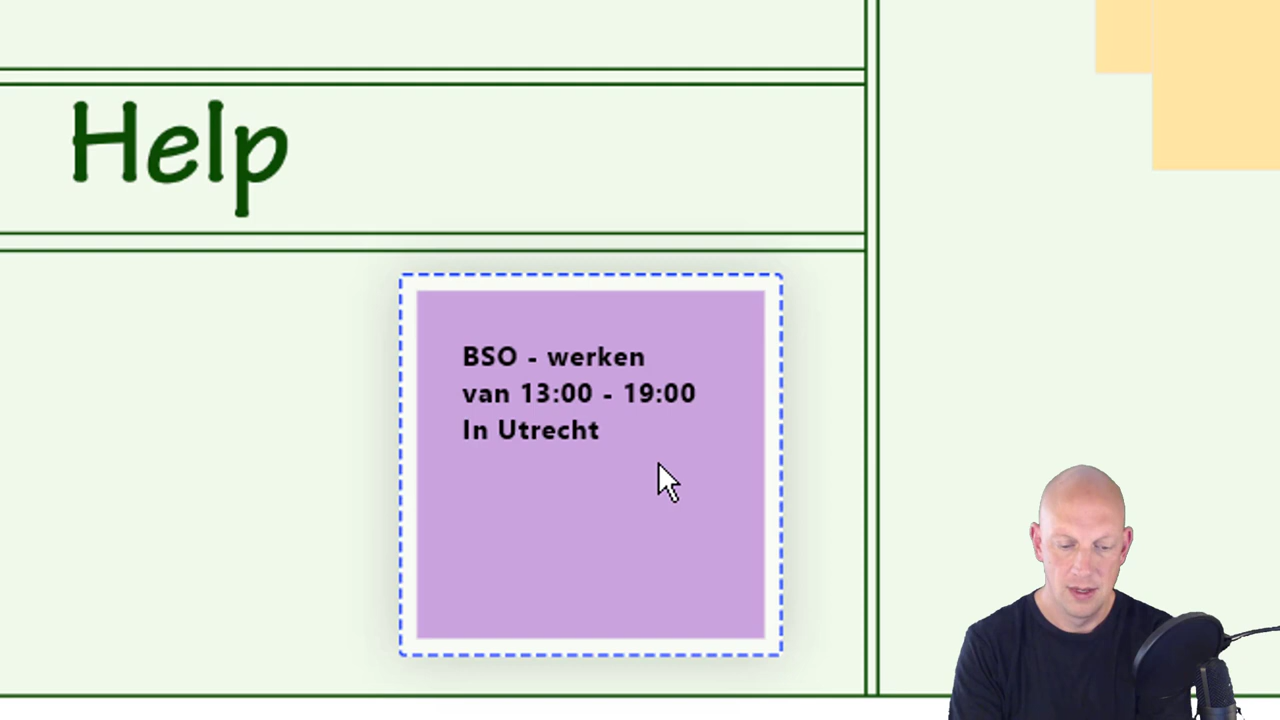 Help
BSO - werken
van 13:00 - 19:00
In Utrecht